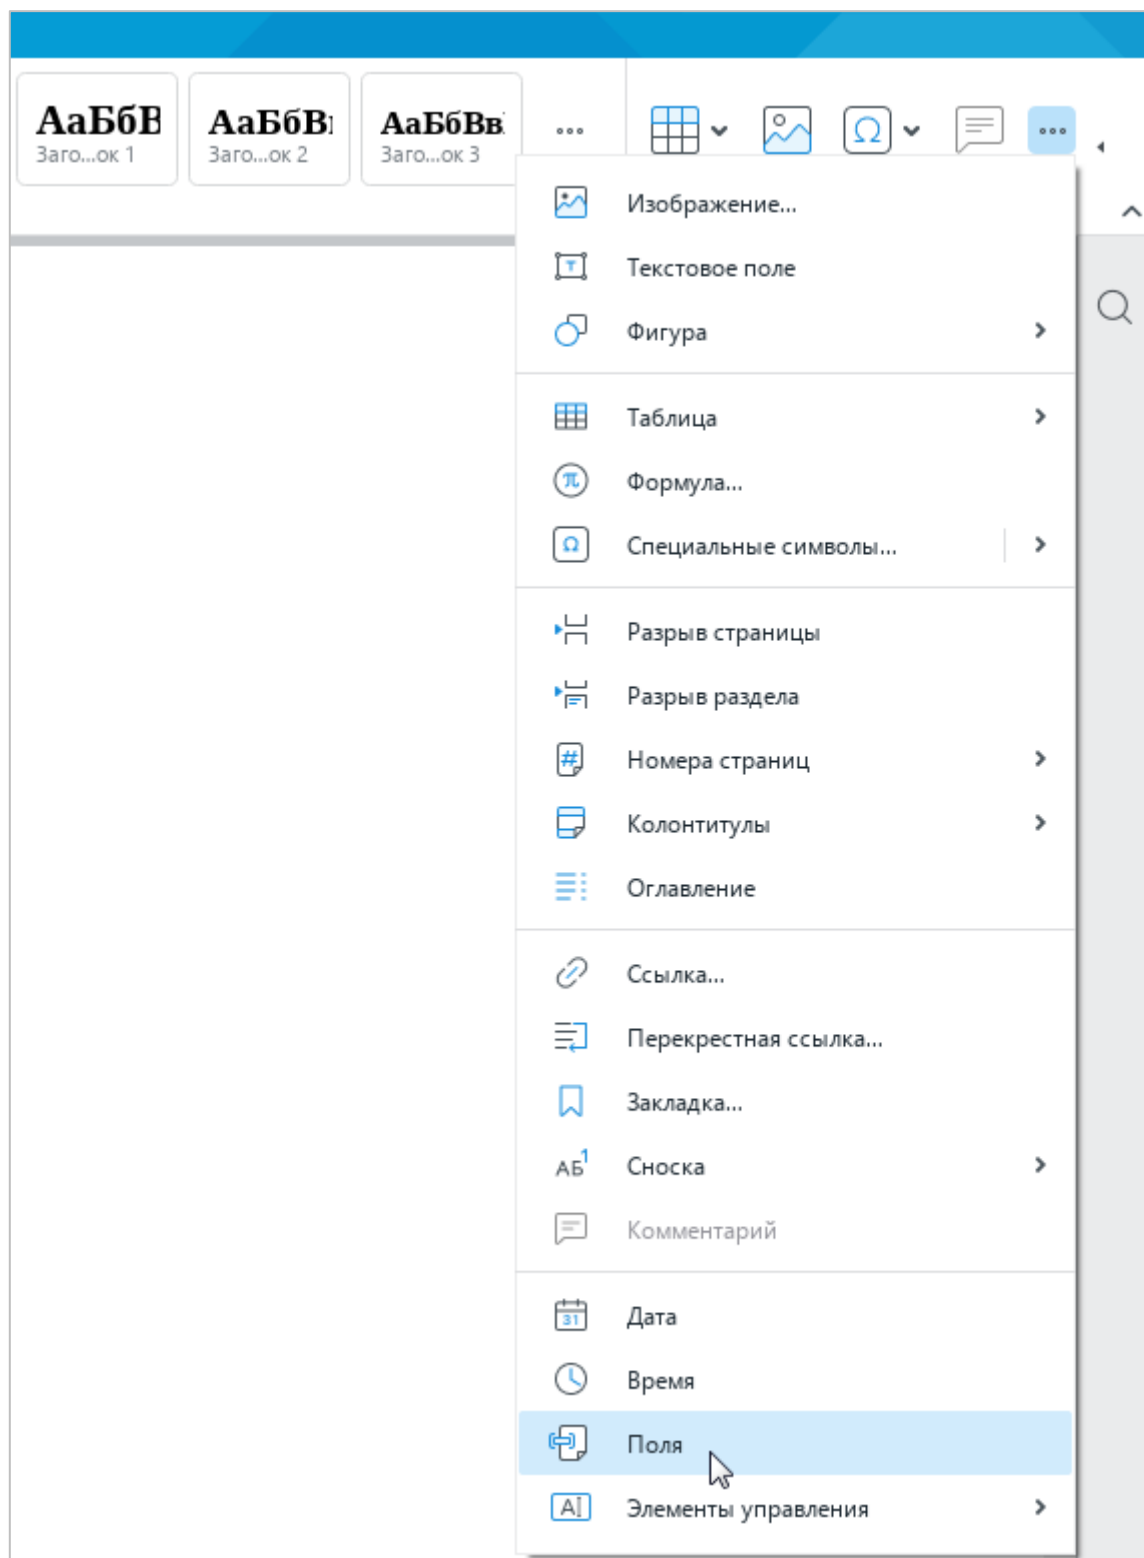 АаБбВ
Заго...ок 1
АаБбВ
Заго...ок 2
АаБбВв
Заго...ок 3
Изображение...
Текстовое поле
Фигура
Таблица
Формула...
Специальные символы...
Разрыв страницы
Разрыв раздела
Номера страниц
Колонтитулы
Оглавление
Ссылка...
Перекрестная ссылка...
Закладка...
Сноска
Комментарий
Дата
Время
Поля
Элементы управления